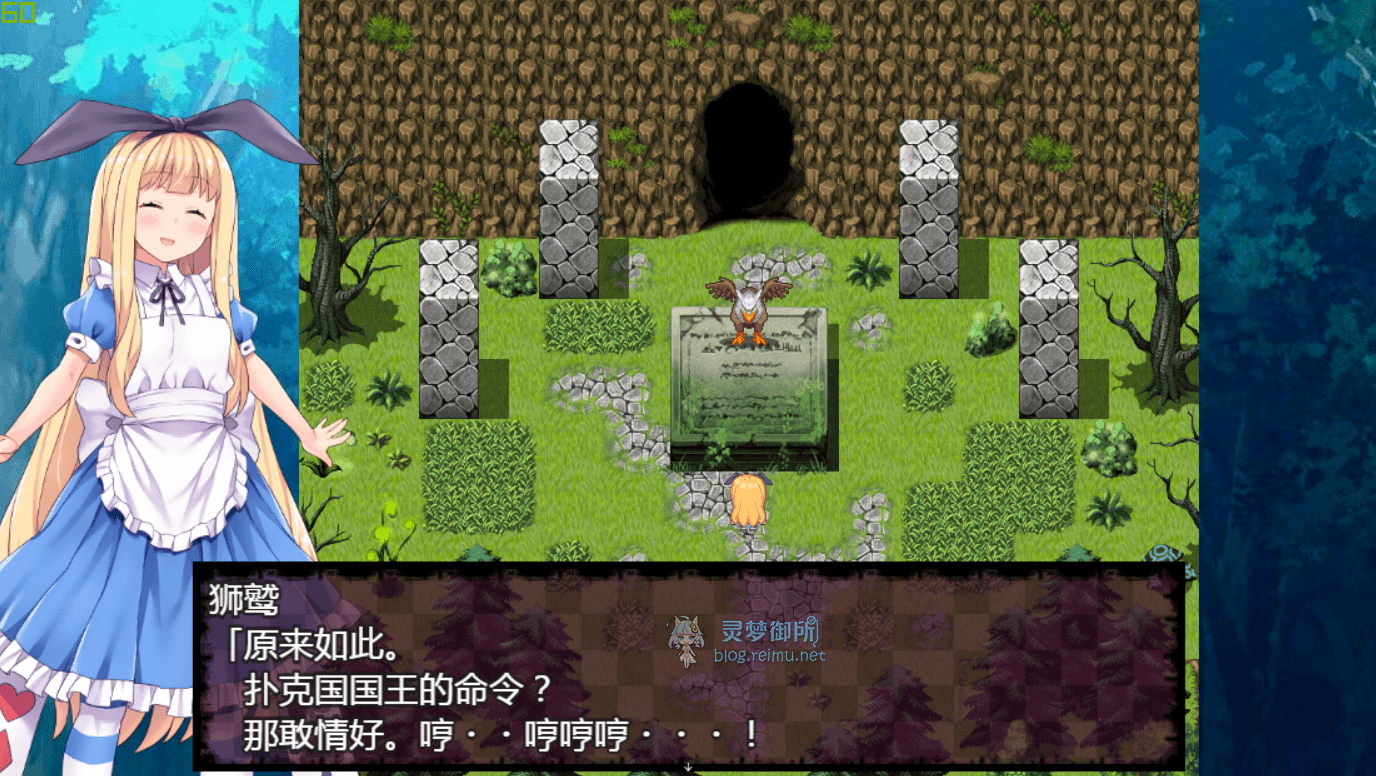 60
狮鹫
「原来如此。
扑克国国王的命令？
那敢情好。哼・・哼哼哼・・・！
灵梦御所
blog.reimu.net